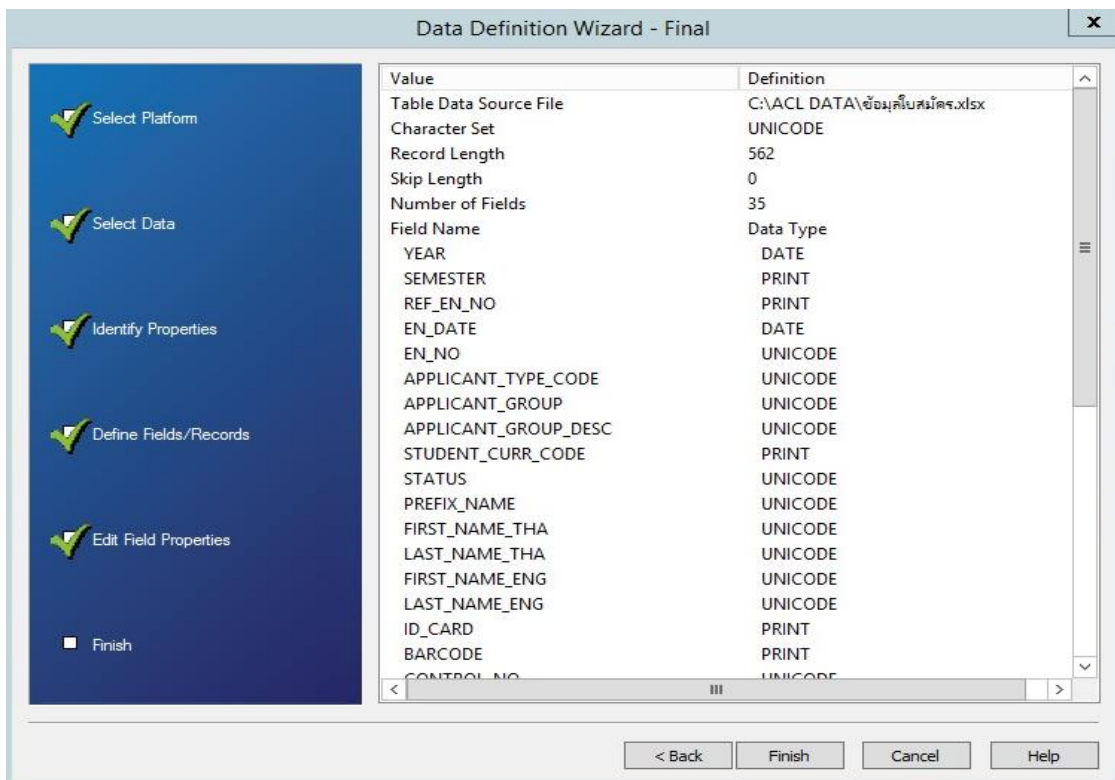 Data Definition Wizard - Final
x
Select Platform
Select Data
Identify Properties
Define Fields/Records
Edit Field Properties
Finish
Value Definition
Table Data Source File C:\ACL DATA\ข้อมูลใบสมัคร.xlsx
Character Set UNICODE
Record Length 562
Skip Length 0
Number of Fields 35
Field Name Data Type
YEAR DATE
SEMESTER PRINT
REF_EN_NO PRINT
EN_DATE DATE
EN_NO UNICODE
APPLICANT_TYPE_CODE UNICODE
APPLICANT_GROUP UNICODE
APPLICANT_GROUP_DESC UNICODE
STUDENT_CURR_CODE PRINT
STATUS UNICODE
PREFIX_NAME UNICODE
FIRST_NAME_THA UNICODE
LAST_NAME_THA UNICODE
FIRST_NAME_ENG UNICODE
LAST_NAME_ENG UNICODE
ID_CARD PRINT
BARCODE PRINT
CONTROL_NO UNICODE
< Back Finish Cancel Help